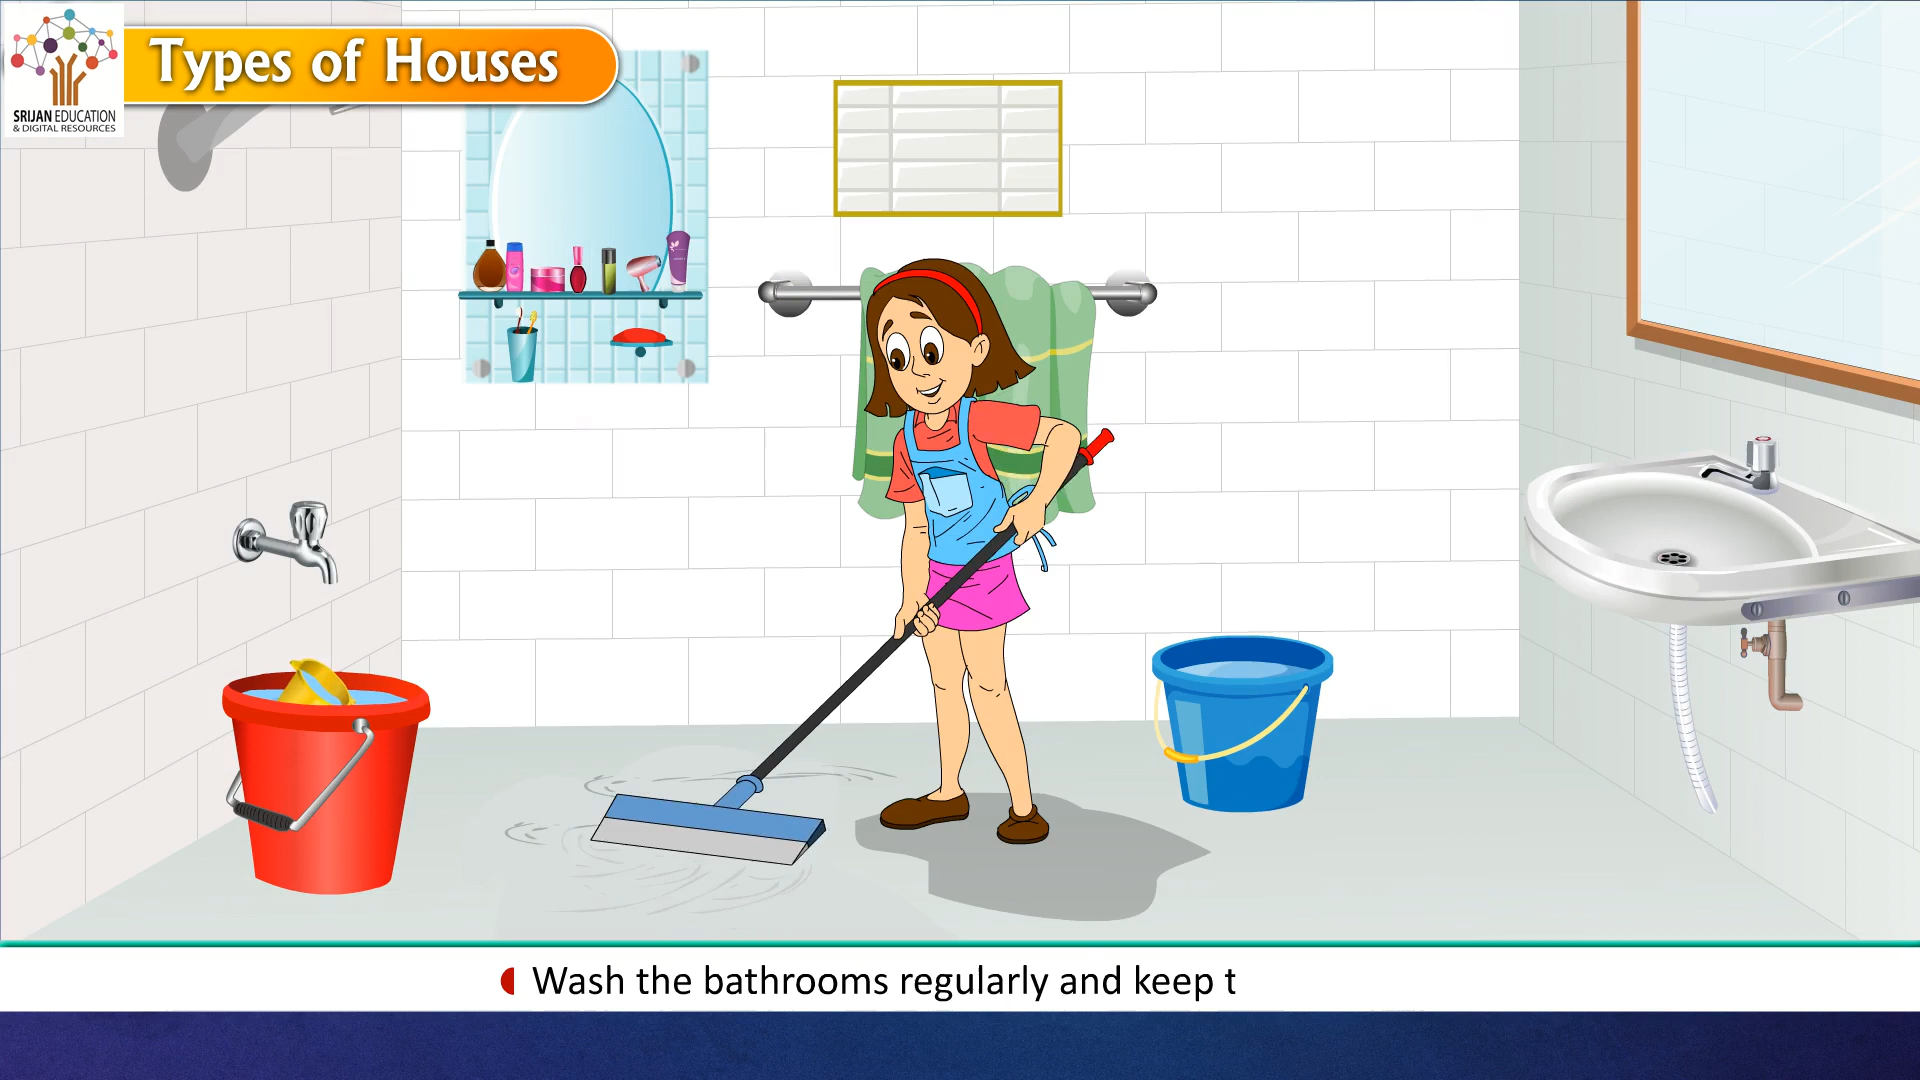 Types of Houses
SRIJAN EDUCATION
& DIGITAL RESOURCES
Wash the bathrooms regularly and keep t